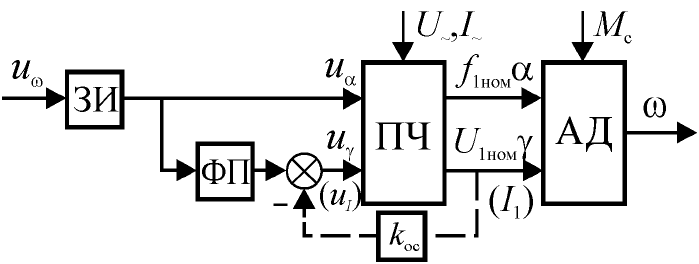 U~,I~
Mс
uω
ЗИ
uα
f1номα
ω
ПЧ
АД
uγ
U1номγ
ФП
(uI)
(I1)
−
kос